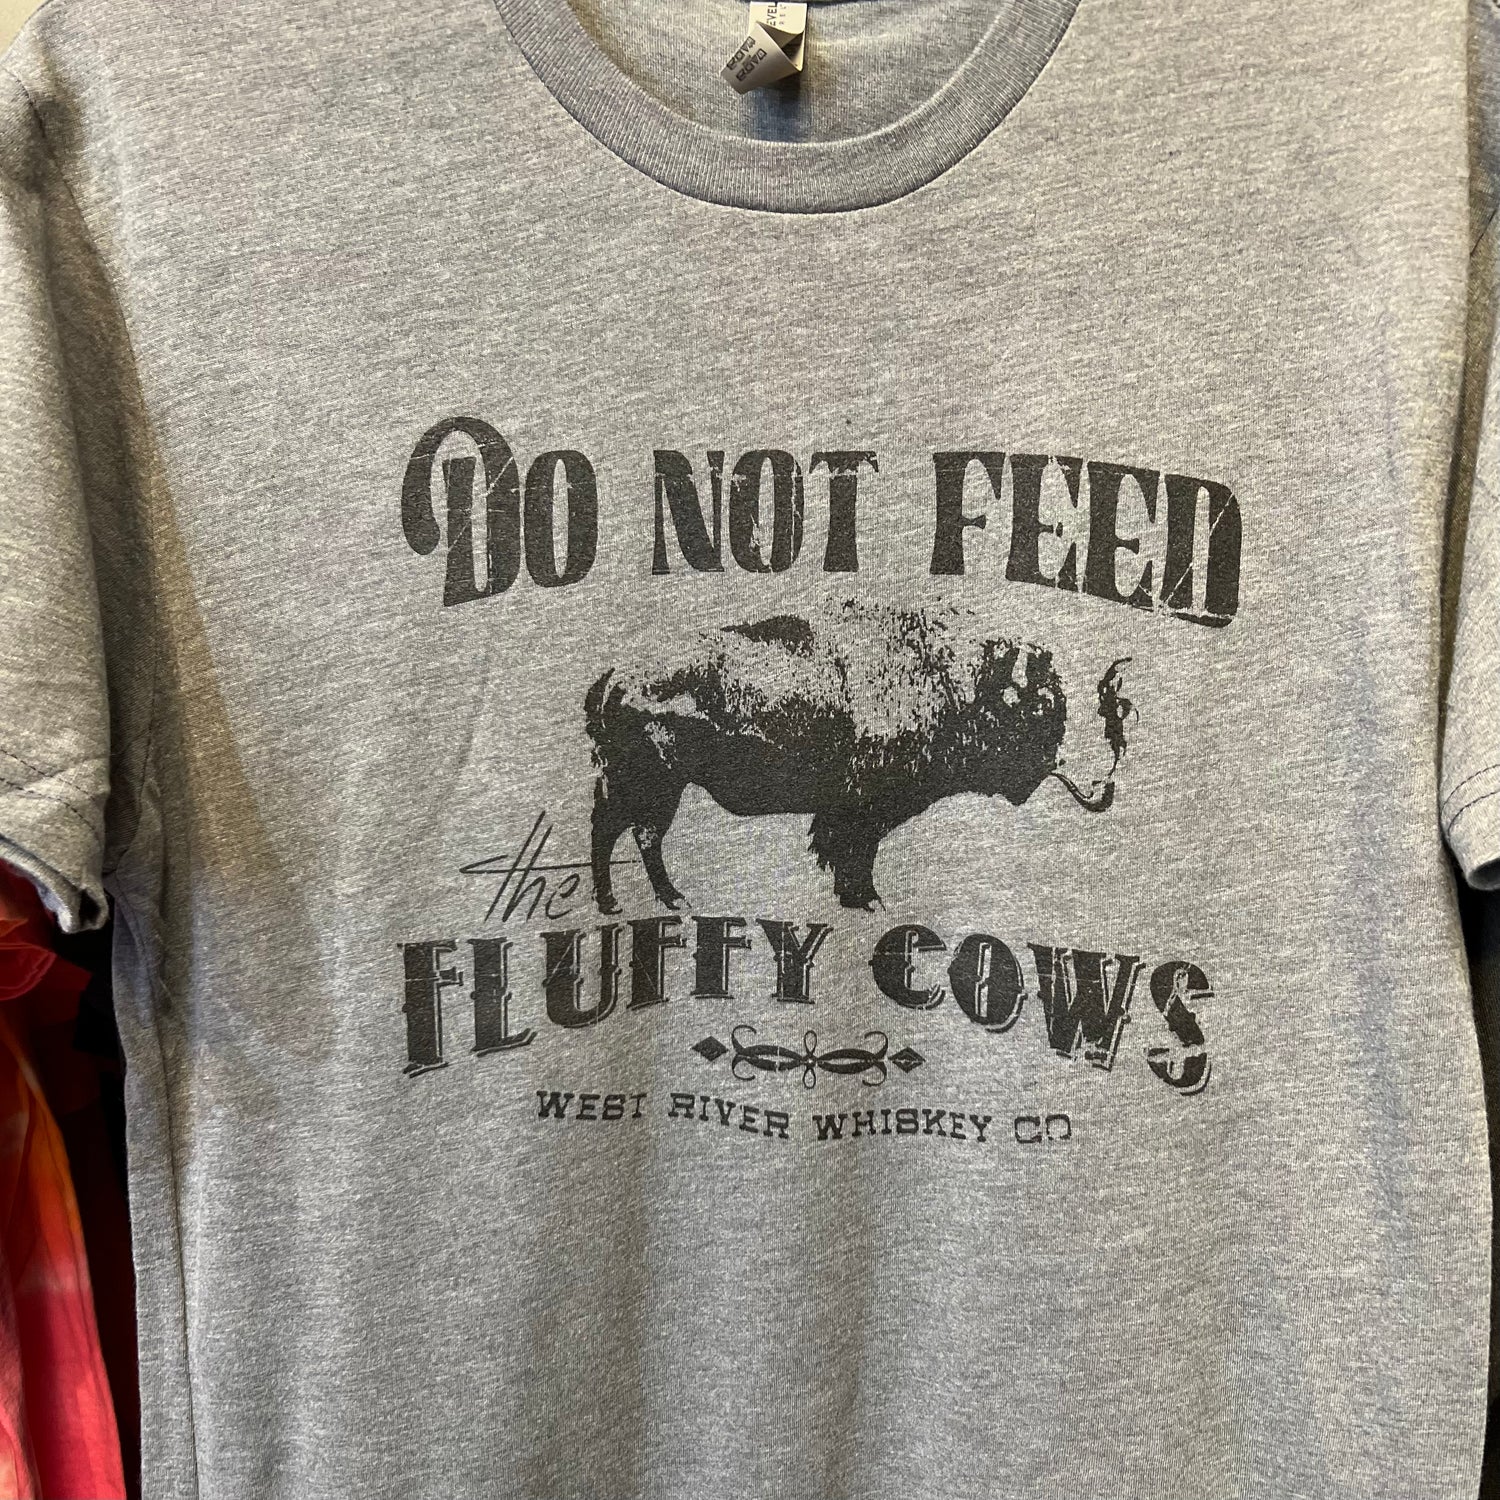 DO NOT FEED
the
FLUFFY COWS
WEST RIVER WHISKEY CO